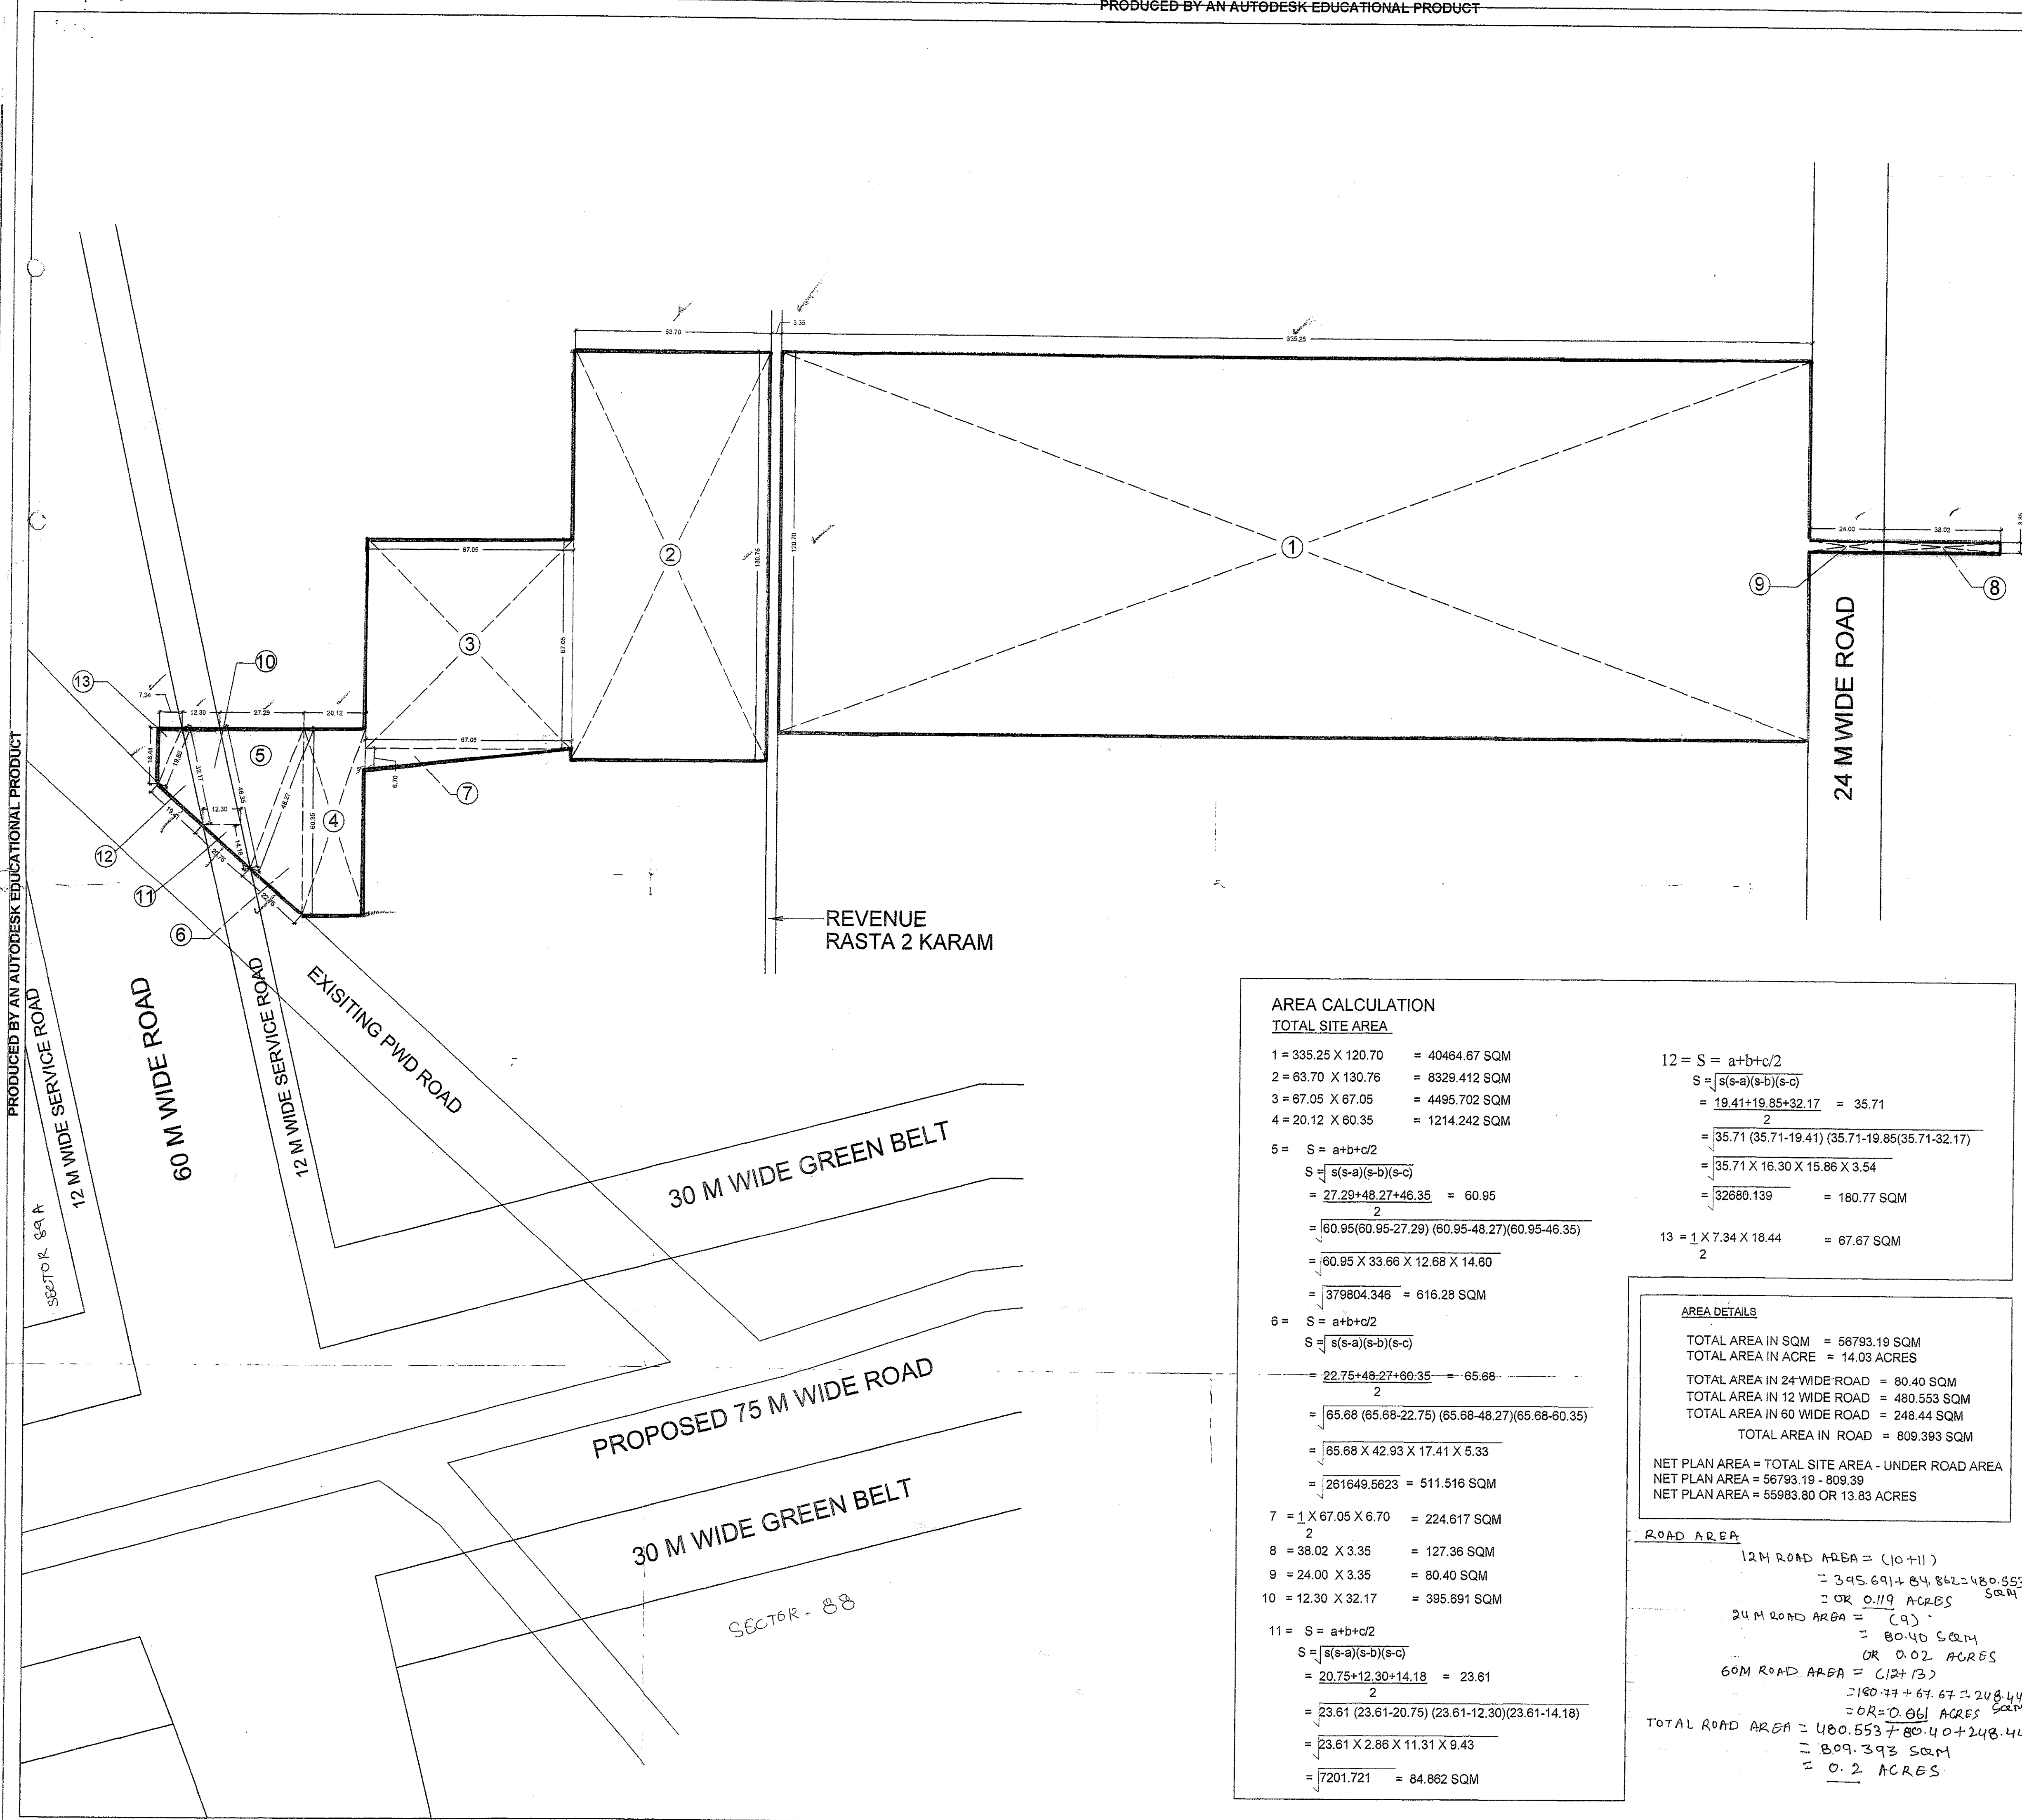 PRODUCED BY AN AUTODESK EDUCATIONAL PRODUCT
PRODUCED BY AN AUTODESK EDUCATIONAL PRODUCT
63.70
3.35
335.25
67.05
67.05
130.76
120.70
1
2
3
24.00
38.02
3.35
9
8
24 M WIDE ROAD
10
13
7.34
12.30
27.29
20.12
18.44
19.85
32.17
5
46.35
48.27
60.35
4
67.05
6.70
7
12.30
14.18
19.41
12
11
6
REVENUE
RASTA 2 KARAM
60 M WIDE ROAD
12 M WIDE SERVICE ROAD
12 M WIDE SERVICE ROAD
EXISITING PWD ROAD
SECTOR 89A
30 M WIDE GREEN BELT
PROPOSED 75 M WIDE ROAD
30 M WIDE GREEN BELT
SECTOR - 88
AREA CALCULATION
TOTAL SITE AREA
1 = 335.25 X 120.70 = 40464.67 SQM
2 = 63.70 X 130.76 = 8329.412 SQM
3 = 67.05 X 67.05 = 4495.702 SQM
4 = 20.12 X 60.35 = 1214.242 SQM
5 = S = a+b+c/2
S = √s(s-a)(s-b)(s-c)
= 27.29+48.27+46.35 = 60.95
2
= √60.95(60.95-27.29) (60.95-48.27)(60.95-46.35)
= √60.95 X 33.66 X 12.68 X 14.60
= √379804.346 = 616.28 SQM
6 = S = a+b+c/2
S = √s(s-a)(s-b)(s-c)
= 22.75+48.27+60.35 = 65.68
2
= √65.68 (65.68-22.75) (65.68-48.27)(65.68-60.35)
= √65.68 X 42.93 X 17.41 X 5.33
= √261649.5623 = 511.516 SQM
7 = 1 X 67.05 X 6.70 = 224.617 SQM
2
8 = 38.02 X 3.35 = 127.36 SQM
9 = 24.00 X 3.35 = 80.40 SQM
10 = 12.30 X 32.17 = 395.691 SQM
11 = S = a+b+c/2
S = √s(s-a)(s-b)(s-c)
= 20.75+12.30+14.18 = 23.61
2
= √23.61 (23.61-20.75) (23.61-12.30)(23.61-14.18)
= √23.61 X 2.86 X 11.31 X 9.43
= √7201.721 = 84.862 SQM
12 = S = a+b+c/2
S = √s(s-a)(s-b)(s-c)
= 19.41+19.85+32.17 = 35.71
2
= √35.71 (35.71-19.41) (35.71-19.85(35.71-32.17)
= √35.71 X 16.30 X 15.86 X 3.54
= √32680.139 = 180.77 SQM
13 = 1 X 7.34 X 18.44 = 67.67 SQM
2
AREA DETAILS
TOTAL AREA IN SQM = 56793.19 SQM
TOTAL AREA IN ACRE = 14.03 ACRES
TOTAL AREA IN 24 WIDE ROAD = 80.40 SQM
TOTAL AREA IN 12 WIDE ROAD = 480.553 SQM
TOTAL AREA IN 60 WIDE ROAD = 248.44 SQM
TOTAL AREA IN ROAD = 809.393 SQM
NET PLAN AREA = TOTAL SITE AREA - UNDER ROAD AREA
NET PLAN AREA = 56793.19 - 809.39
NET PLAN AREA = 55983.80 OR 13.83 ACRES
ROAD AREA
12M ROAD AREA = (10+11)
= 395.691+84.862=480.553
SQM
= OR 0.119 ACRES
24 M ROAD AREA = (9)
= 80.40 SQM
OR 0.02 ACRES
60M ROAD AREA = (12+13)
=180.77+67.67=248.44
SQM
=OR=0.061 ACRES
TOTAL ROAD AREA = 480.553+80.40+248.44
= 809.393 SQM
= 0.2 ACRES